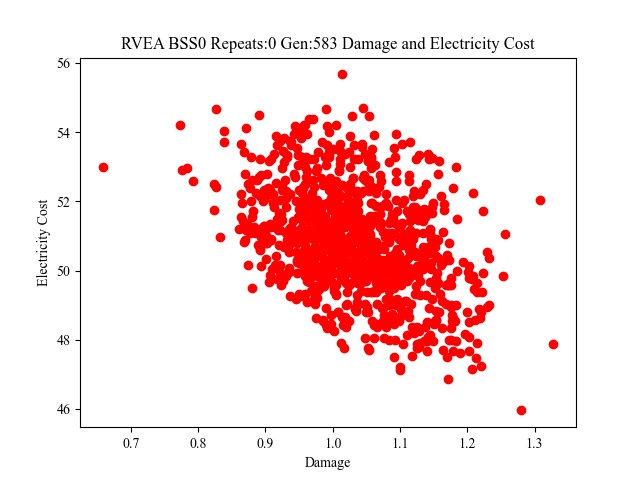 RVEA BSS0 Repeats:0 Gen:583 Damage and Electricity Cost
56
54
52
50
48
46
Electricity Cost
0.7 0.8 0.9 1.0 1.1 1.2 1.3
Damage